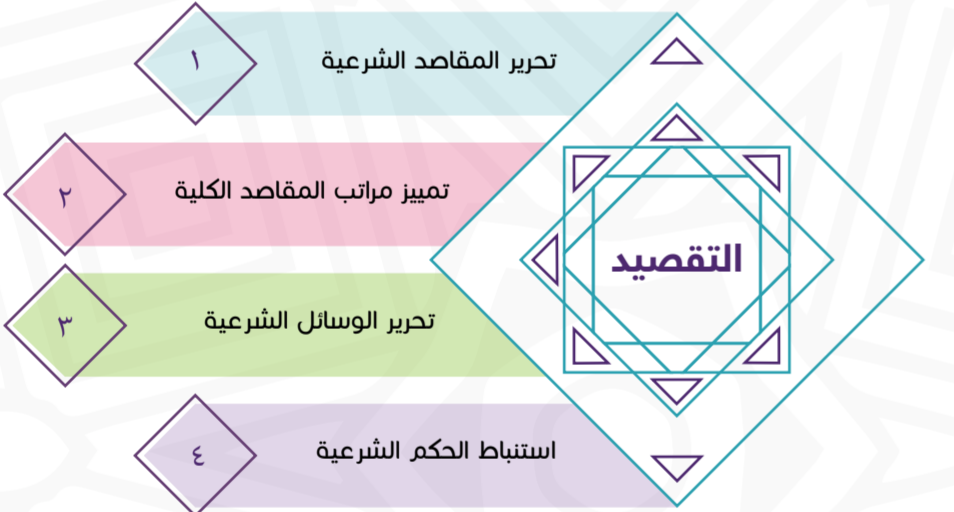 التقصيد
١
تحرير المقاصد الشرعية
٢
تمييز مراتب المقاصد الكلية
٣
تحرير الوسائل الشرعية
٤
استنباط الحكم الشرعية